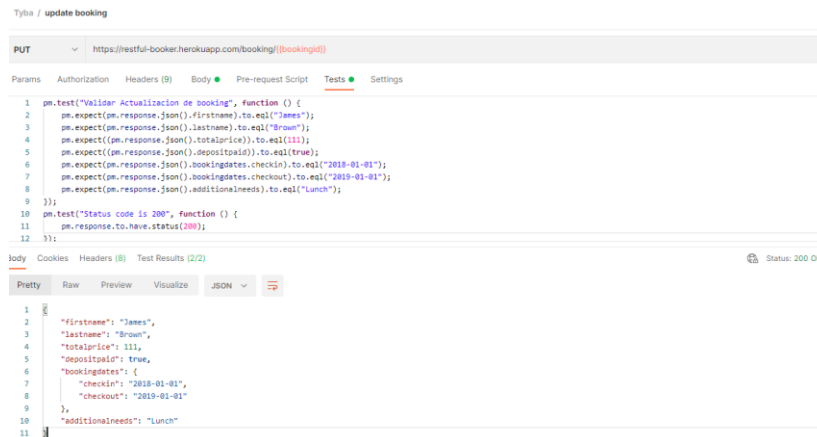 Tyba / update booking
PUT https://restful-booker.herokuapp.com/booking/{{bookingid}}
Params Authorization Headers (9) Body Pre-request Script Tests Settings
1 pm.test("Validar Actualizacion de booking", function () {
2 pm.expect(pm.response.json().firstname).to.eql("James");
3 pm.expect(pm.response.json().lastname).to.eql("Brown");
4 pm.expect((pm.response.json().totalprice)).to.eql(111);
5 pm.expect((pm.response.json().depositpaid)).to.eql(true);
6 pm.expect(pm.response.json().bookingdates.checkin).to.eql("2018-01-01");
7 pm.expect(pm.response.json().bookingdates.checkout).to.eql("2019-01-01");
8 pm.expect(pm.response.json().additionalneeds).to.eql("Lunch");
9 });
10 pm.test("Status code is 200", function () {
11 pm.response.to.have.status(200);
12 });
Body Cookies Headers (8) Test Results (2/2) Status: 200 O
Pretty Raw Preview Visualize JSON
1 {
2 "firstname": "James",
3 "lastname": "Brown",
4 "totalprice": 111,
5 "depositpaid": true,
6 "bookingdates": {
7 "checkin": "2018-01-01",
8 "checkout": "2019-01-01"
9 },
10 "additionalneeds": "Lunch"
11 }